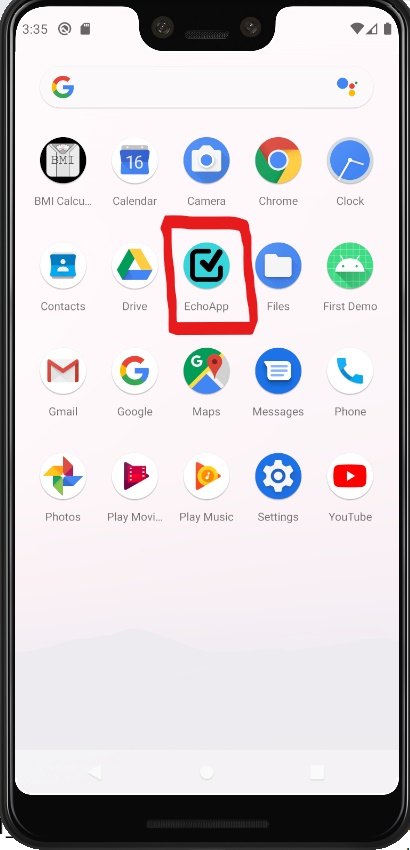 3:35
BMI
16
BMI Calcu... Calendar Camera Chrome Clock
Contacts Drive EchoApp Files First Demo
G
Gmail Google Maps Messages Phone
Photos Play Movi... Play Music Settings YouTube